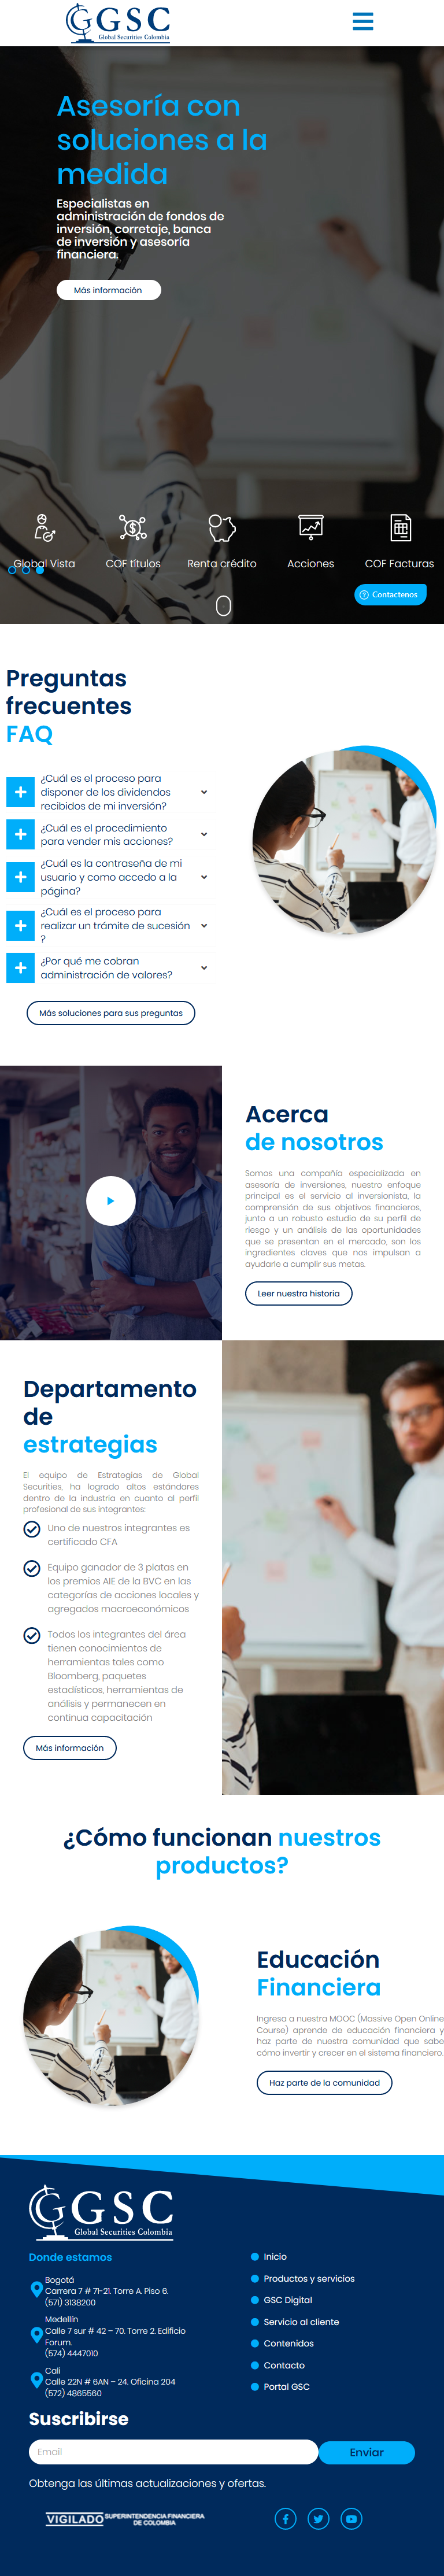 GGSC
Global Securities Colombia
Asesoría con
soluciones a la
medida
Especialistas en
administración de fondos de
inversión, corretaje, banca
de inversión y asesoría
financiera.
Más información
Global Vista
COF títulos
Renta crédito
Acciones
COF Facturas
Contactenos
Preguntas
frecuentes
FAQ
¿Cuál es el proceso para
disponer de los dividendos
recibidos de mi inversión?
¿Cuál es el procedimiento
para vender mis acciones?
¿Cuál es la contraseña de mi
usuario y como accedo a la
página?
¿Cuál es el proceso para
realizar un trámite de sucesión
?
¿Por qué me cobran
administración de valores?
Más soluciones para sus preguntas
Acerca
de nosotros
Somos una compañía especializada en
asesoría de inversiones, nuestro enfoque
principal es el servicio al inversionista, la
comprensión de sus objetivos financieros,
junto a un robusto estudio de su perfil de
riesgo y un análisis de las oportunidades
que se presentan en el mercado, son los
ingredientes claves que nos impulsan a
ayudarle a cumplir sus metas.
Leer nuestra historia
Departamento
de
estrategias
El equipo de Estrategias de Global
Securities, ha logrado altos estándares
dentro de la industria en cuanto al perfil
profesional de sus integrantes:
Uno de nuestros integrantes es
certificado CFA
Equipo ganador de 3 platas en
los premios AIE de la BVC en las
categorías de acciones locales y
agregados macroeconómicos
Todos los integrantes del área
tienen conocimientos de
herramientas tales como
Bloomberg, paquetes
estadísticos, herramientas de
análisis y permanecen en
continua capacitación
Más información
¿Cómo funcionan nuestros
productos?
Educación
Financiera
Ingresa a nuestra MOOC (Massive Open Online
Course) aprende de educación financiera y
haz parte de nuestra comunidad que sabe
cómo invertir y crecer en el sistema financiero.
Haz parte de la comunidad
GGSC
Global Securities Colombia
Donde estamos
Bogotá
Carrera 7 # 71-21. Torre A. Piso 6.
(571) 3138200
Medellín
Calle 7 sur # 42 – 70. Torre 2. Edificio
Forum.
(574) 4447010
Cali
Calle 22N # 6AN – 24. Oficina 204
(572) 4865560
Inicio
Productos y servicios
GSC Digital
Servicio al cliente
Contenidos
Contacto
Portal GSC
Suscribirse
Email
Enviar
Obtenga las últimas actualizaciones y ofertas.
VIGILADO SUPERINTENDENCIA FINANCIERA
DE COLOMBIA